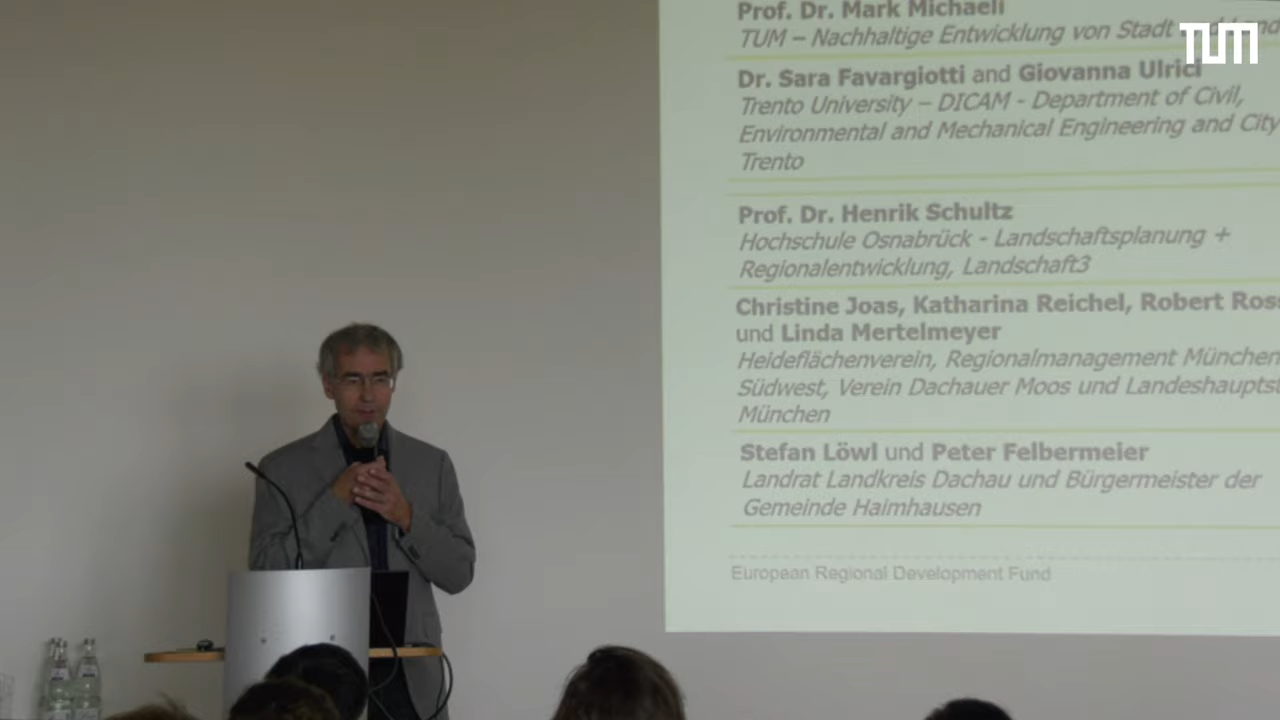 Prof. Dr. Mark Michaeli
TUM – Nachhaltige Entwicklung von Stadt
TUM
Dr. Sara Favargiotti and Giovanna Ulrici
Trento University – DICAM - Department of Civil,
Environmental and Mechanical Engineering and City
Trento
Prof. Dr. Henrik Schultz
Hochschule Osnabrück - Landschaftsplanung +
Regionalentwicklung, Landschaft3
Christine Joas, Katharina Reichel, Robert
und Linda Mertelmeyer
Heideflächenverein, Regionalmanagement München
Südwest, Verein Dachauer Moos und
München
Stefan Löwl und Peter Felbermeier
Landrat Landkreis Dachau und Bürgermeister der
Gemeinde Haimhausen
European Regional Development Fund